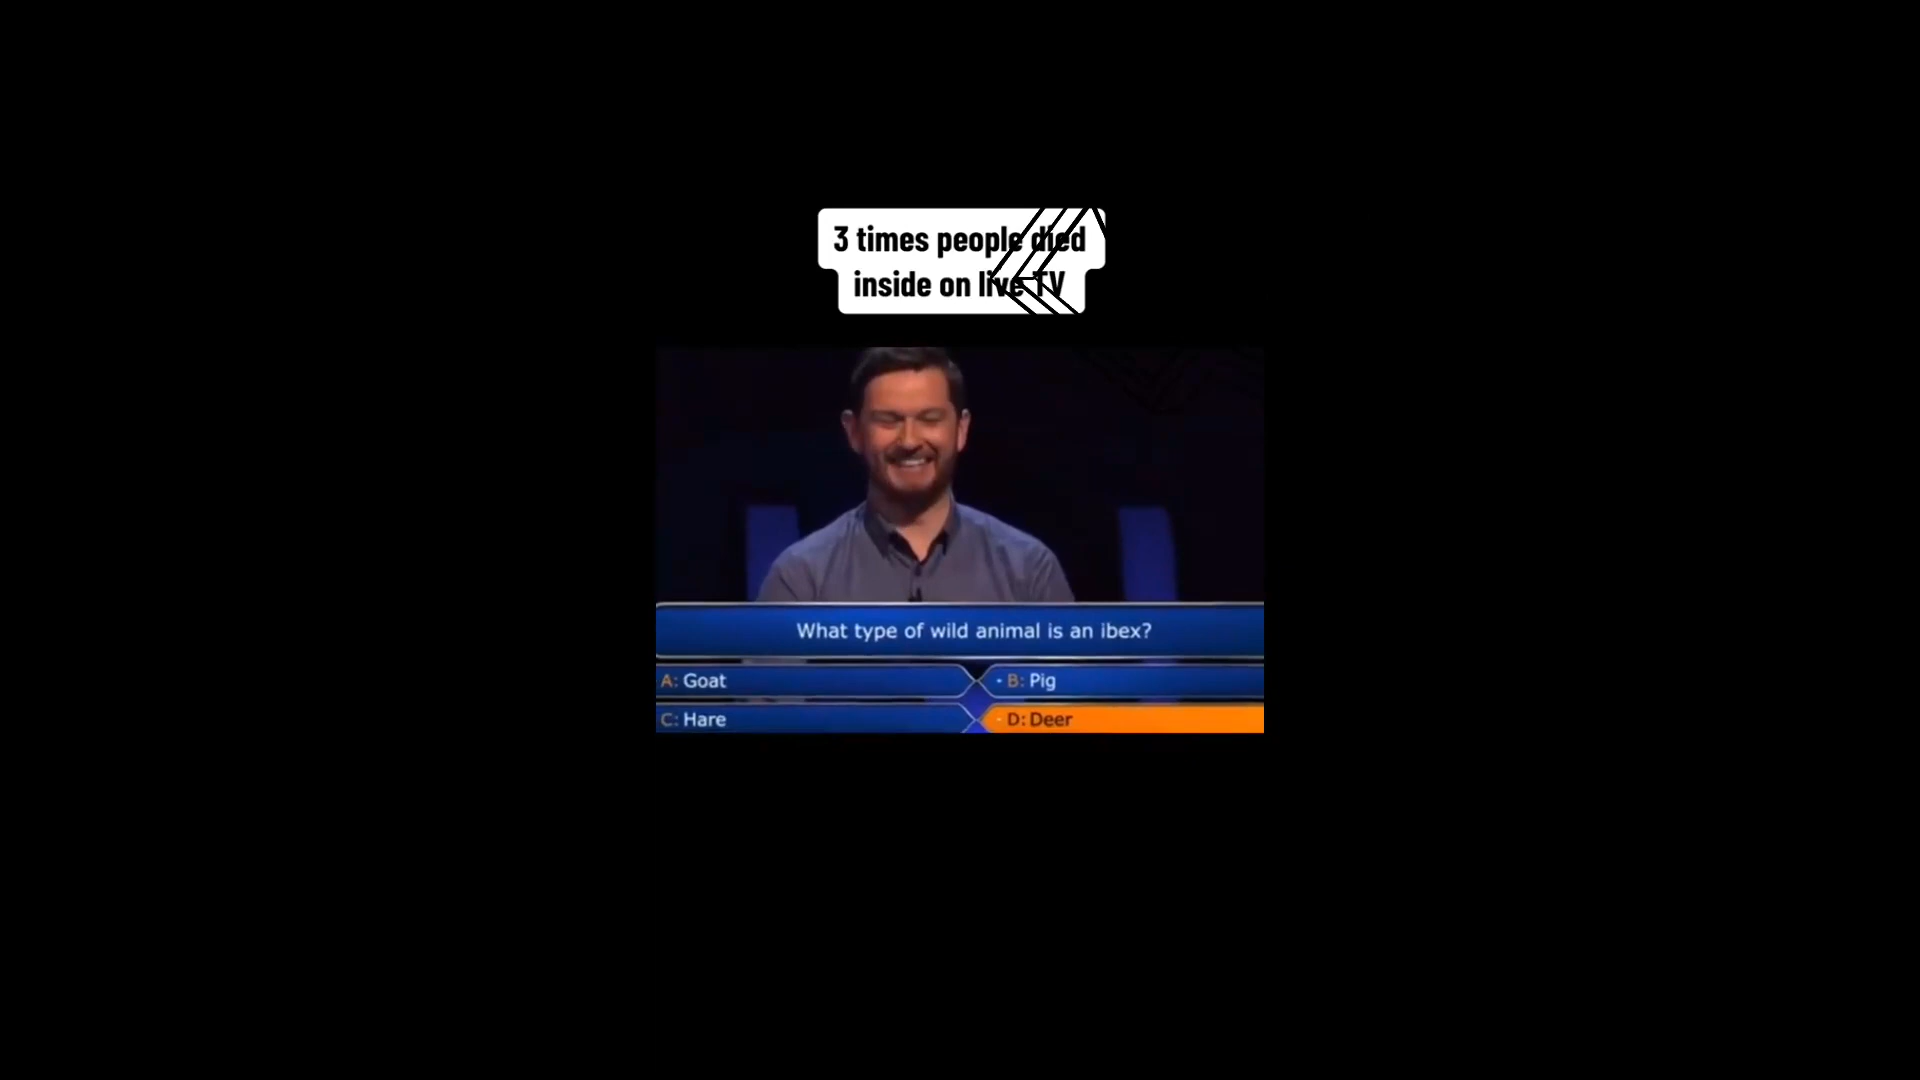 3 times people died
inside on live TV
What type of wild animal is an ibex?
A: Goat
B: Pig
C: Hare
D: Deer